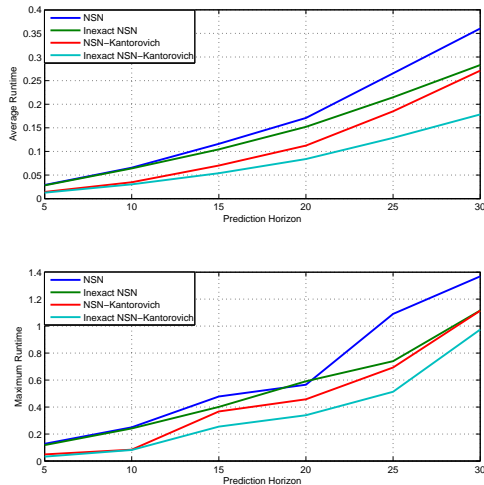 0.4
0.35
0.3
0.25
0.2
0.15
0.1
0.05
0
Average Runtime
NSN
Inexact NSN
NSN−Kantorovich
Inexact NSN−Kantorovich
5 10 15 20 25 30
Prediction Horizon
1.4
1.2
1
0.8
0.6
0.4
0.2
0
Maximum Runtime
NSN
Inexact NSN
NSN−Kantorovich
Inexact NSN−Kantorovich
5 10 15 20 25 30
Prediction Horizon